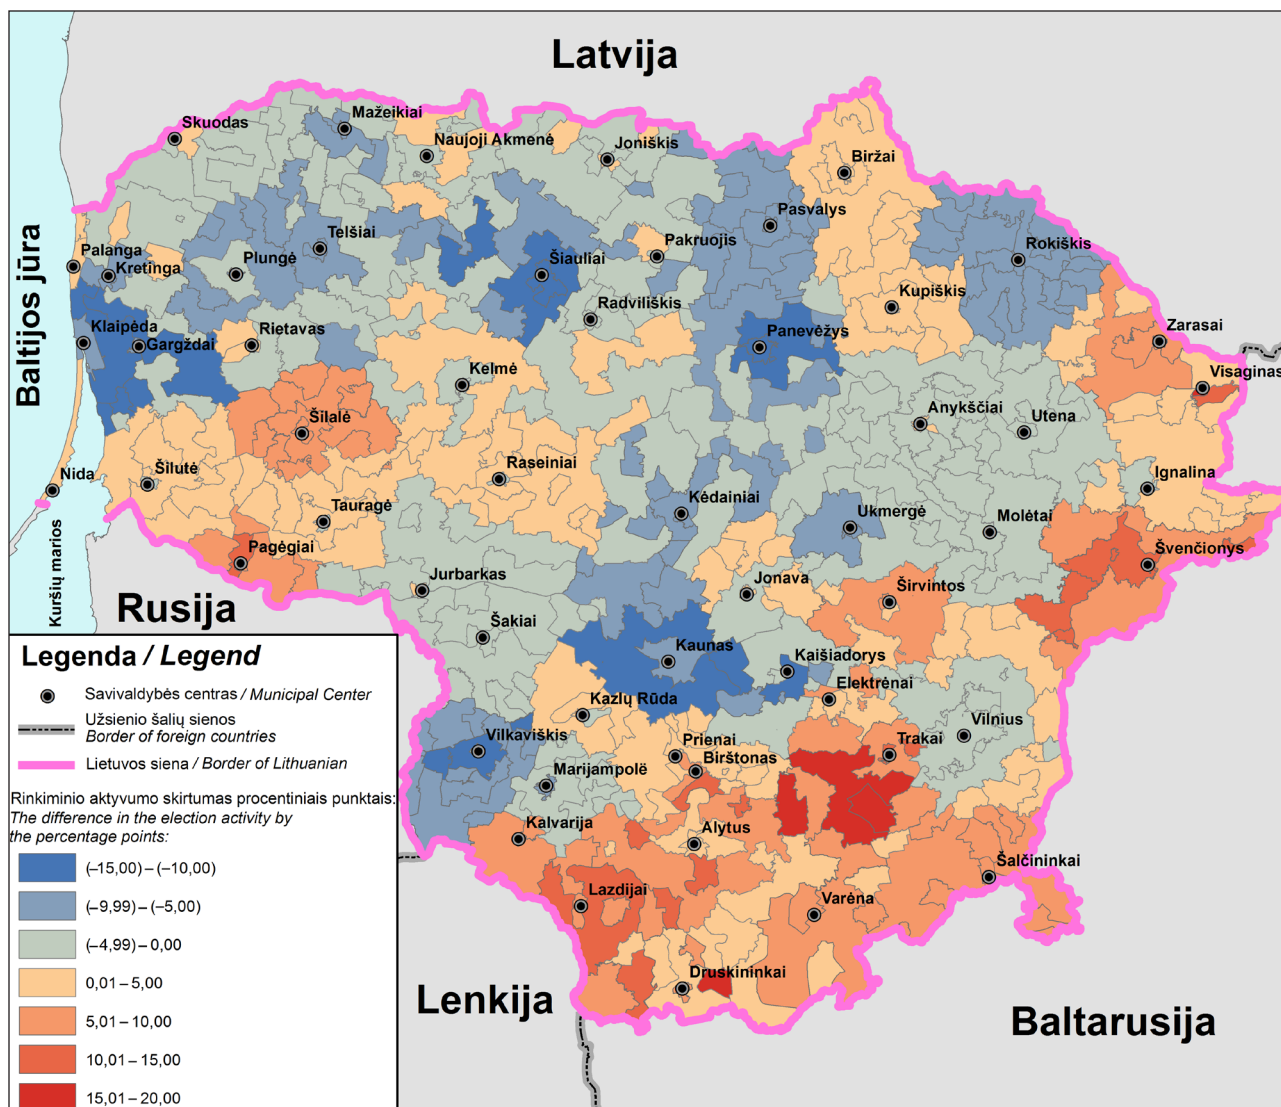 Latvija
Skuodas
Mažeikiai
Naujoji Akmenė
Joniškis
Biržai
Pasvalys
Rokiškis
Telšiai
Palanga
Kretinga
Plungė
Šiauliai
Pakruojis
Radviliškis
Kupiškis
Baltijos jūra
Klaipėda
Gargždai
Rietavas
Panevėžys
Zarasai
Visaginas
Kelmė
Šilalė
Anykščiai
Utena
Nida
Šilutė
Raseiniai
Ignalina
Kėdainiai
Tauragė
Ukmergė
Molėtai
Kuršių marios
Pagėgiai
Švenčionys
Jurbarkas
Jonava
Širvintos
Rusija
Šakiai
Kaunas
Kaišiadorys
Elektrėnai
Kazlų Rūda
Vilnius
Vilkaviškis
Prienai
Trakai
Birštonas
Marijampolë
Kalvarija
Alytus
Šalčininkai
Lazdijai
Varėna
Druskininkai
Lenkija
Baltarusija
Legenda / Legend
Savivaldybės centras / Municipal Center
Užsienio šalių sienos
Border of foreign countries
Lietuvos siena / Border of Lithuanian
Rinkiminio aktyvumo skirtumas procentiniais punktais:
The difference in the election activity by
the percentage points:
(–15,00) – (–10,00)
(–9,99) – (–5,00)
(–4,99) – 0,00
0,01 – 5,00
5,01 – 10,00
10,01 – 15,00
15,01 – 20,00